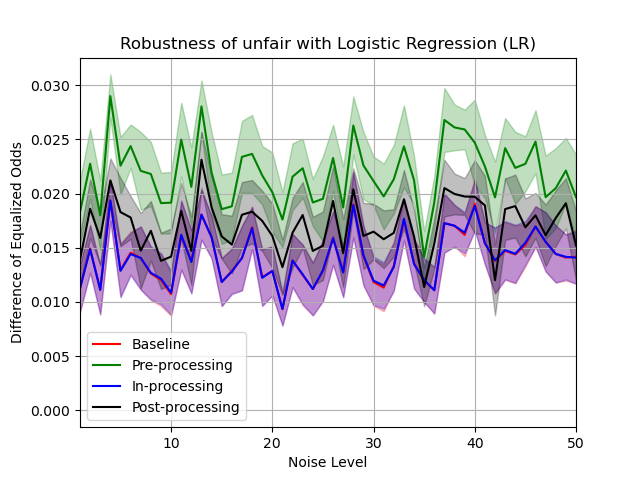 Robustness of unfair with Logistic Regression (LR)
Difference of Equalized Odds
0.030
0.025
0.020
0.015
0.010
0.005
0.000
Baseline
Pre-processing
In-processing
Post-processing
10
20
30
40
50
Noise Level